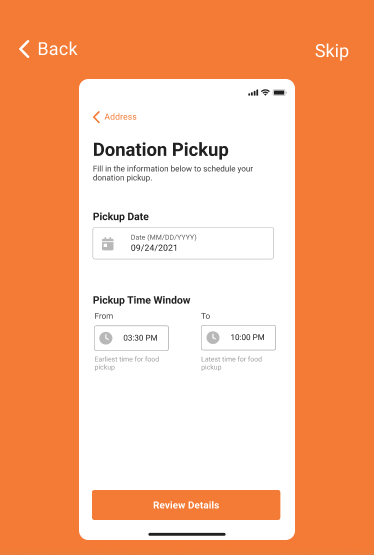 Back
Skip
Address
Donation Pickup
Fill in the information below to schedule your
donation pickup.
Pickup Date
Date (MM/DD/YYYY)
09/24/2021
Pickup Time Window
From
To
03:30 PM
10:00 PM
Earliest time for food
pickup
Latest time for food
pickup
Review Details